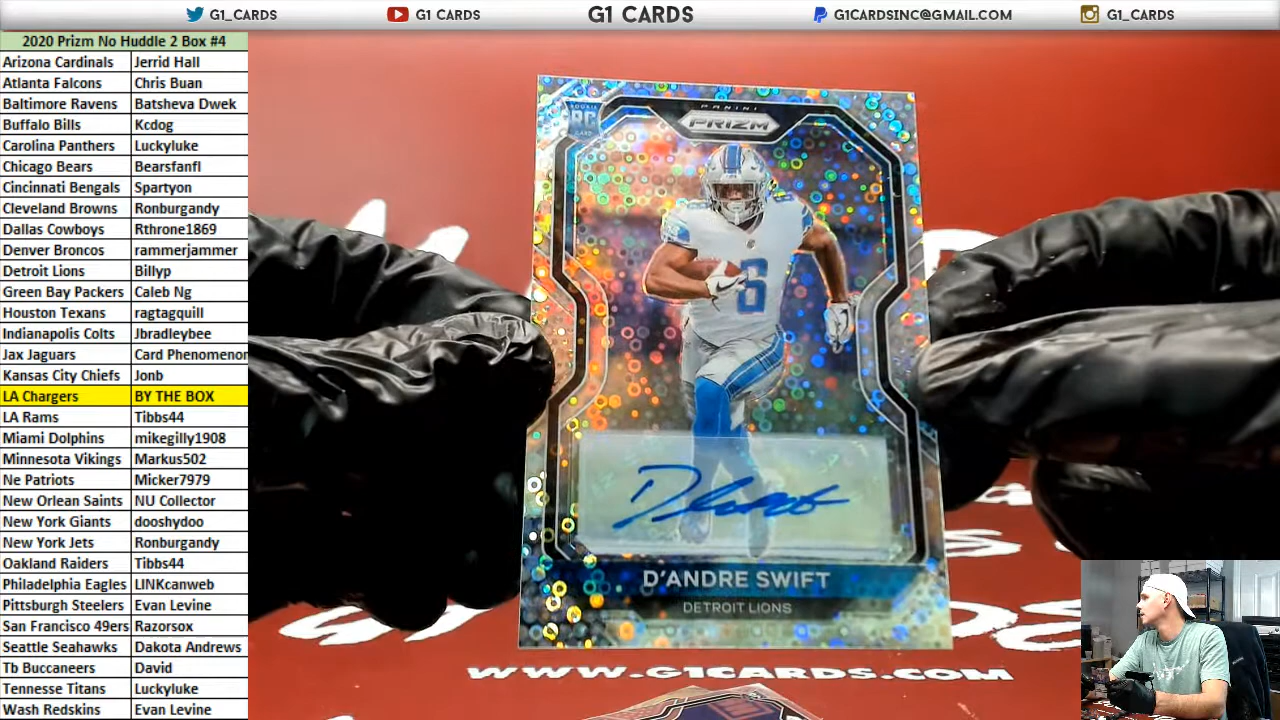 G1_CARDS G1 CARDS G1 CARDS G1CARDSINC@GMAIL.COM G1_CARDS
2020 Prizm No Huddle 2 Box #4
Arizona Cardinals Jerrid Hall
Atlanta Falcons Chris Buan
Baltimore Ravens Batsheva Dwek
Buffalo Bills Kcdog
Carolina Panthers Luckyluke
Chicago Bears Bearsfanfl
Cincinnati Bengals Spartyon
Cleveland Browns Ronburgandy
Dallas Cowboys Rthrone1869
Denver Broncos rammerjammer
Detroit Lions Billyp
Green Bay Packers Caleb Ng
Houston Texans ragtagquill
Indianapolis Colts Jbradleybee
Jax Jaguars Card Phenomenon
Kansas City Chiefs Jonb
LA Chargers BY THE BOX
LA Rams Tibbs44
Miami Dolphins mikegilly1908
Minnesota Vikings Markus502
Ne Patriots Micker7979
New Orlean Saints NU Collector
New York Giants dooshydoo
New York Jets Ronburgandy
Oakland Raiders Tibbs44
Philadelphia Eagles LINKcanweb
Pittsburgh Steelers Evan Levine
San Francisco 49ers Razorsox
Seattle Seahawks Dakota Andrews
Tb Buccaneers David
Tennesse Titans Luckyluke
Wash Redskins Evan Levine
PANINI
PRIZM
ROOKIE
RC
CARD
6
D'ANDRE SWIFT
DETROIT LIONS
WWW.G1CARDS.COM